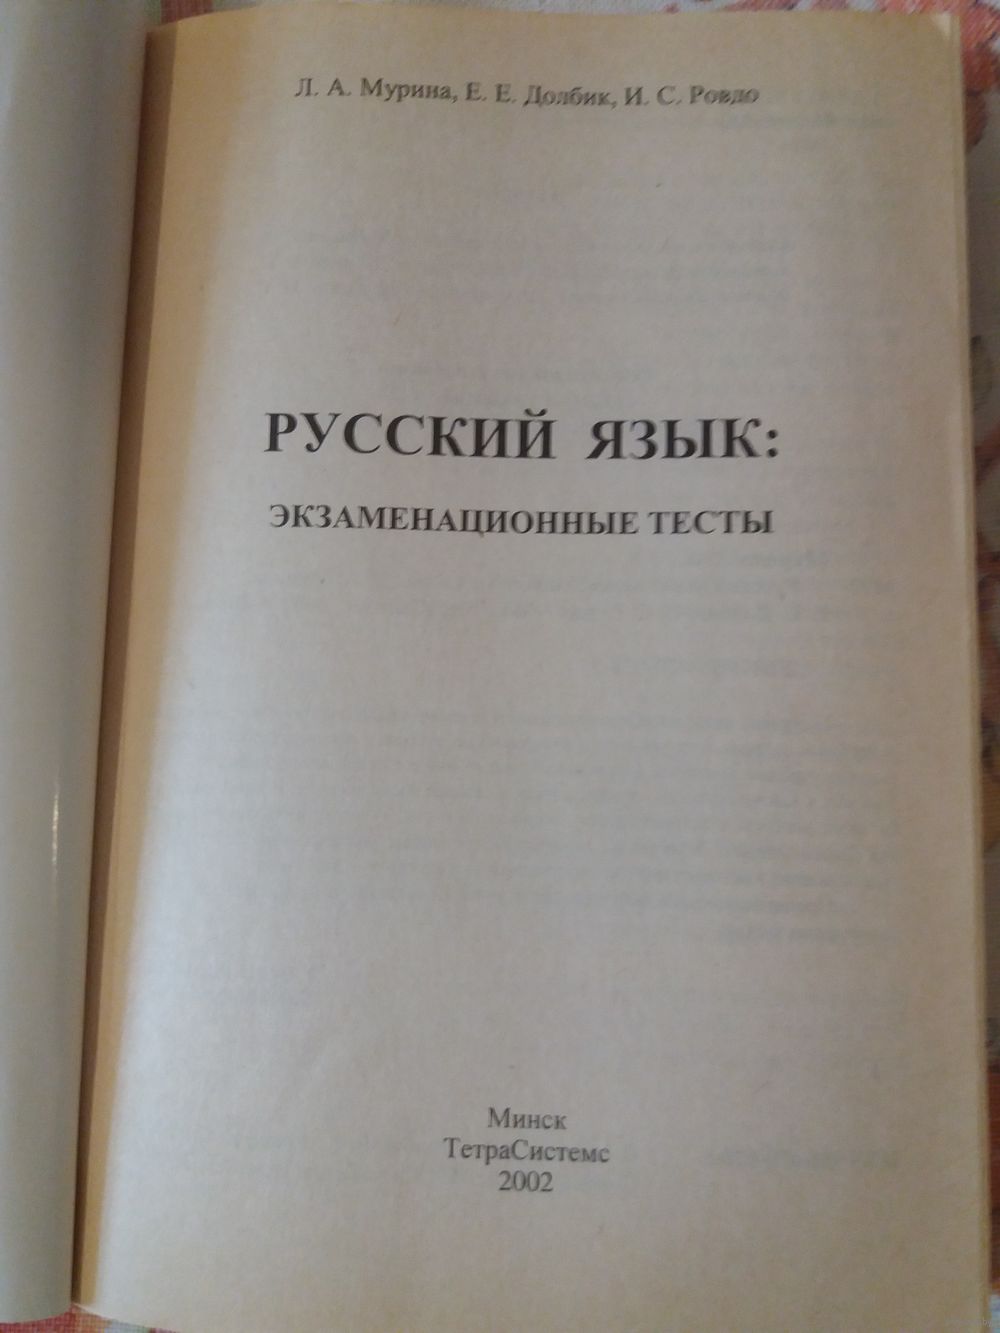 Л. А. Мурина, Е. Е. Долбик, И. С. Ровдо
РУССКИЙ ЯЗЫК:
ЭКЗАМЕНАЦИОННЫЕ ТЕСТЫ
Минск
ТетраСистемс
2002